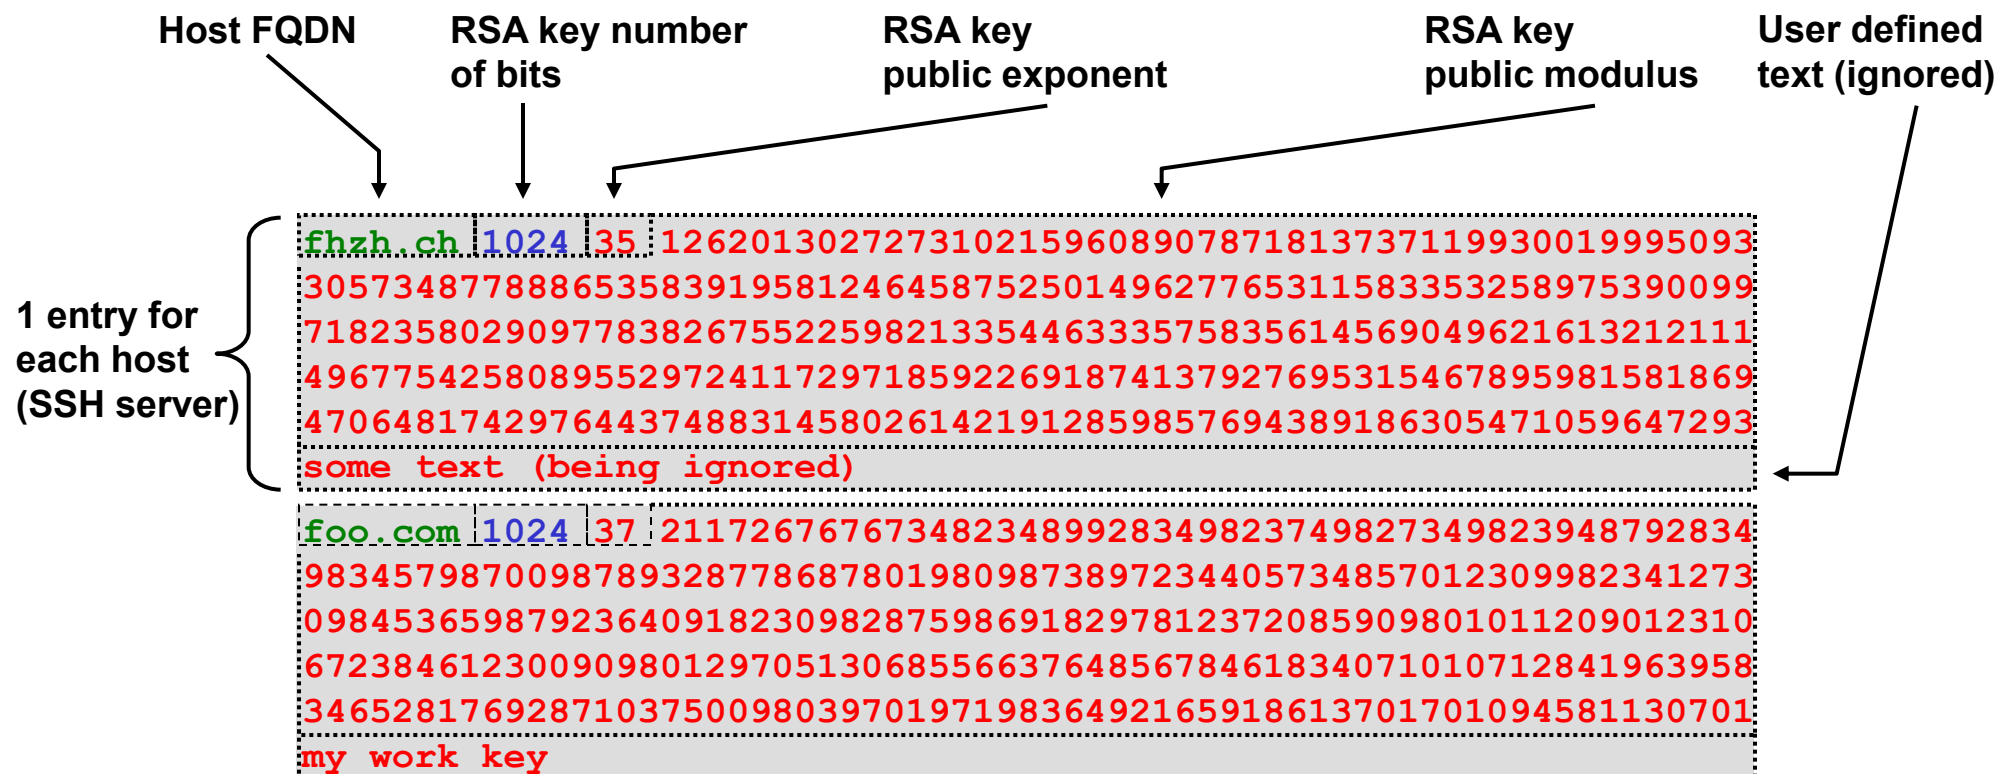 Host FQDN
RSA key number
of bits
RSA key
public exponent
RSA key
public modulus
User defined
text (ignored)
1 entry for
each host
(SSH server)
fhzh.ch 1024 35 12620130272731021596089078718137371199300199950933
30573487788865358391958124645875250149627765311583353258975390099
71823580290977838267552259821335446333575835614569049621613212111
49677542580895529724117297185922691874137927695315467895981581869
47064817429764437488314580261421912859857694389186305471059647293
some text (being ignored)
foo.com 1024 37 2117267676734823489928349823749827349823948792834
98345798700987893287786878019809873897234405734857012309982341273
09845365987923640918230982875986918297812372085909801011209012310
67238461230090980129705130685566376485678461834071010712841963958
34652817692871037500980397019719836492165918613701701094581130701
my work key